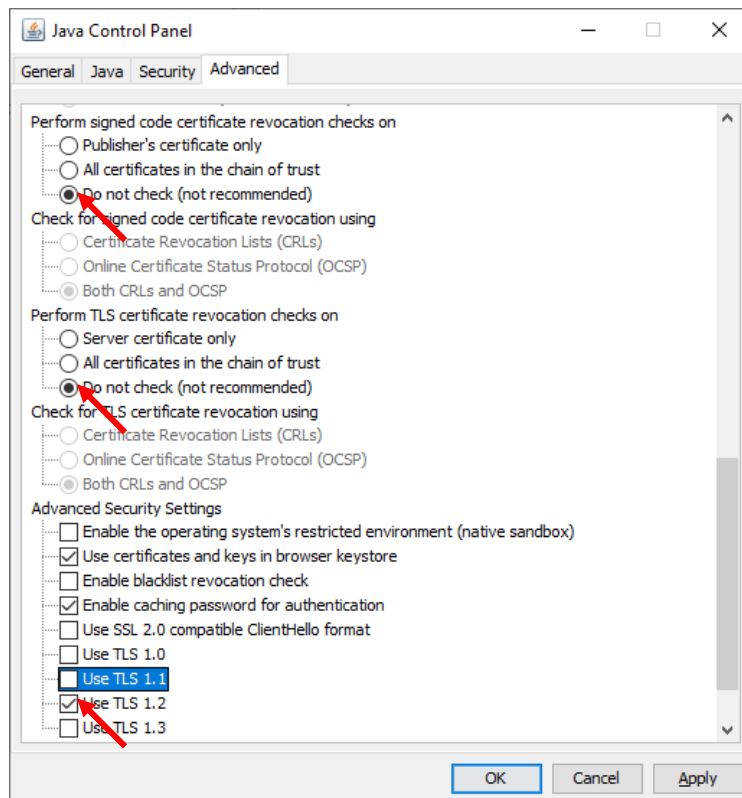 Java Control Panel
General Java Security Advanced
Perform signed code certificate revocation checks on
Publisher's certificate only
All certificates in the chain of trust
Do not check (not recommended)
Check for signed code certificate revocation using
Certificate Revocation Lists (CRLs)
Online Certificate Status Protocol (OCSP)
Both CRLs and OCSP
Perform TLS certificate revocation checks on
Server certificate only
All certificates in the chain of trust
Do not check (not recommended)
Check for TLS certificate revocation using
Certificate Revocation Lists (CRLs)
Online Certificate Status Protocol (OCSP)
Both CRLs and OCSP
Advanced Security Settings
Enable the operating system's restricted environment (native sandbox)
Use certificates and keys in browser keystore
Enable blacklist revocation check
Enable caching password for authentication
Use SSL 2.0 compatible ClientHello format
Use TLS 1.0
Use TLS 1.1
Use TLS 1.2
Use TLS 1.3
OK Cancel Apply